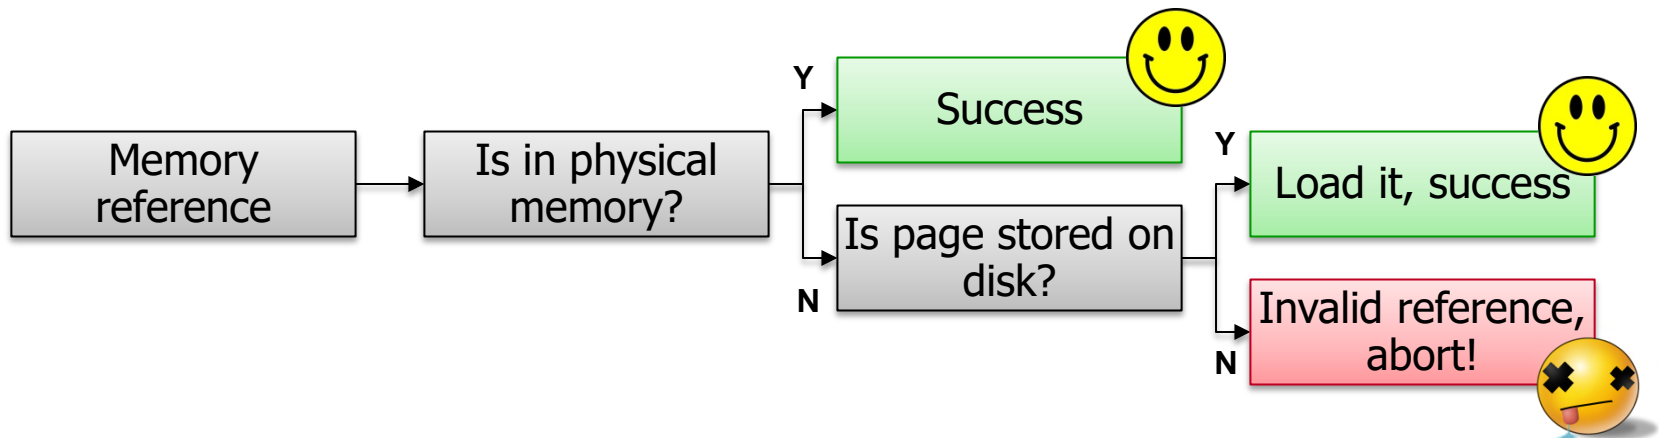 Memory
reference
Is in physical
memory?
Y
Success
N
Is page stored on
disk?
Y
Load it, success
N
Invalid reference,
abort!